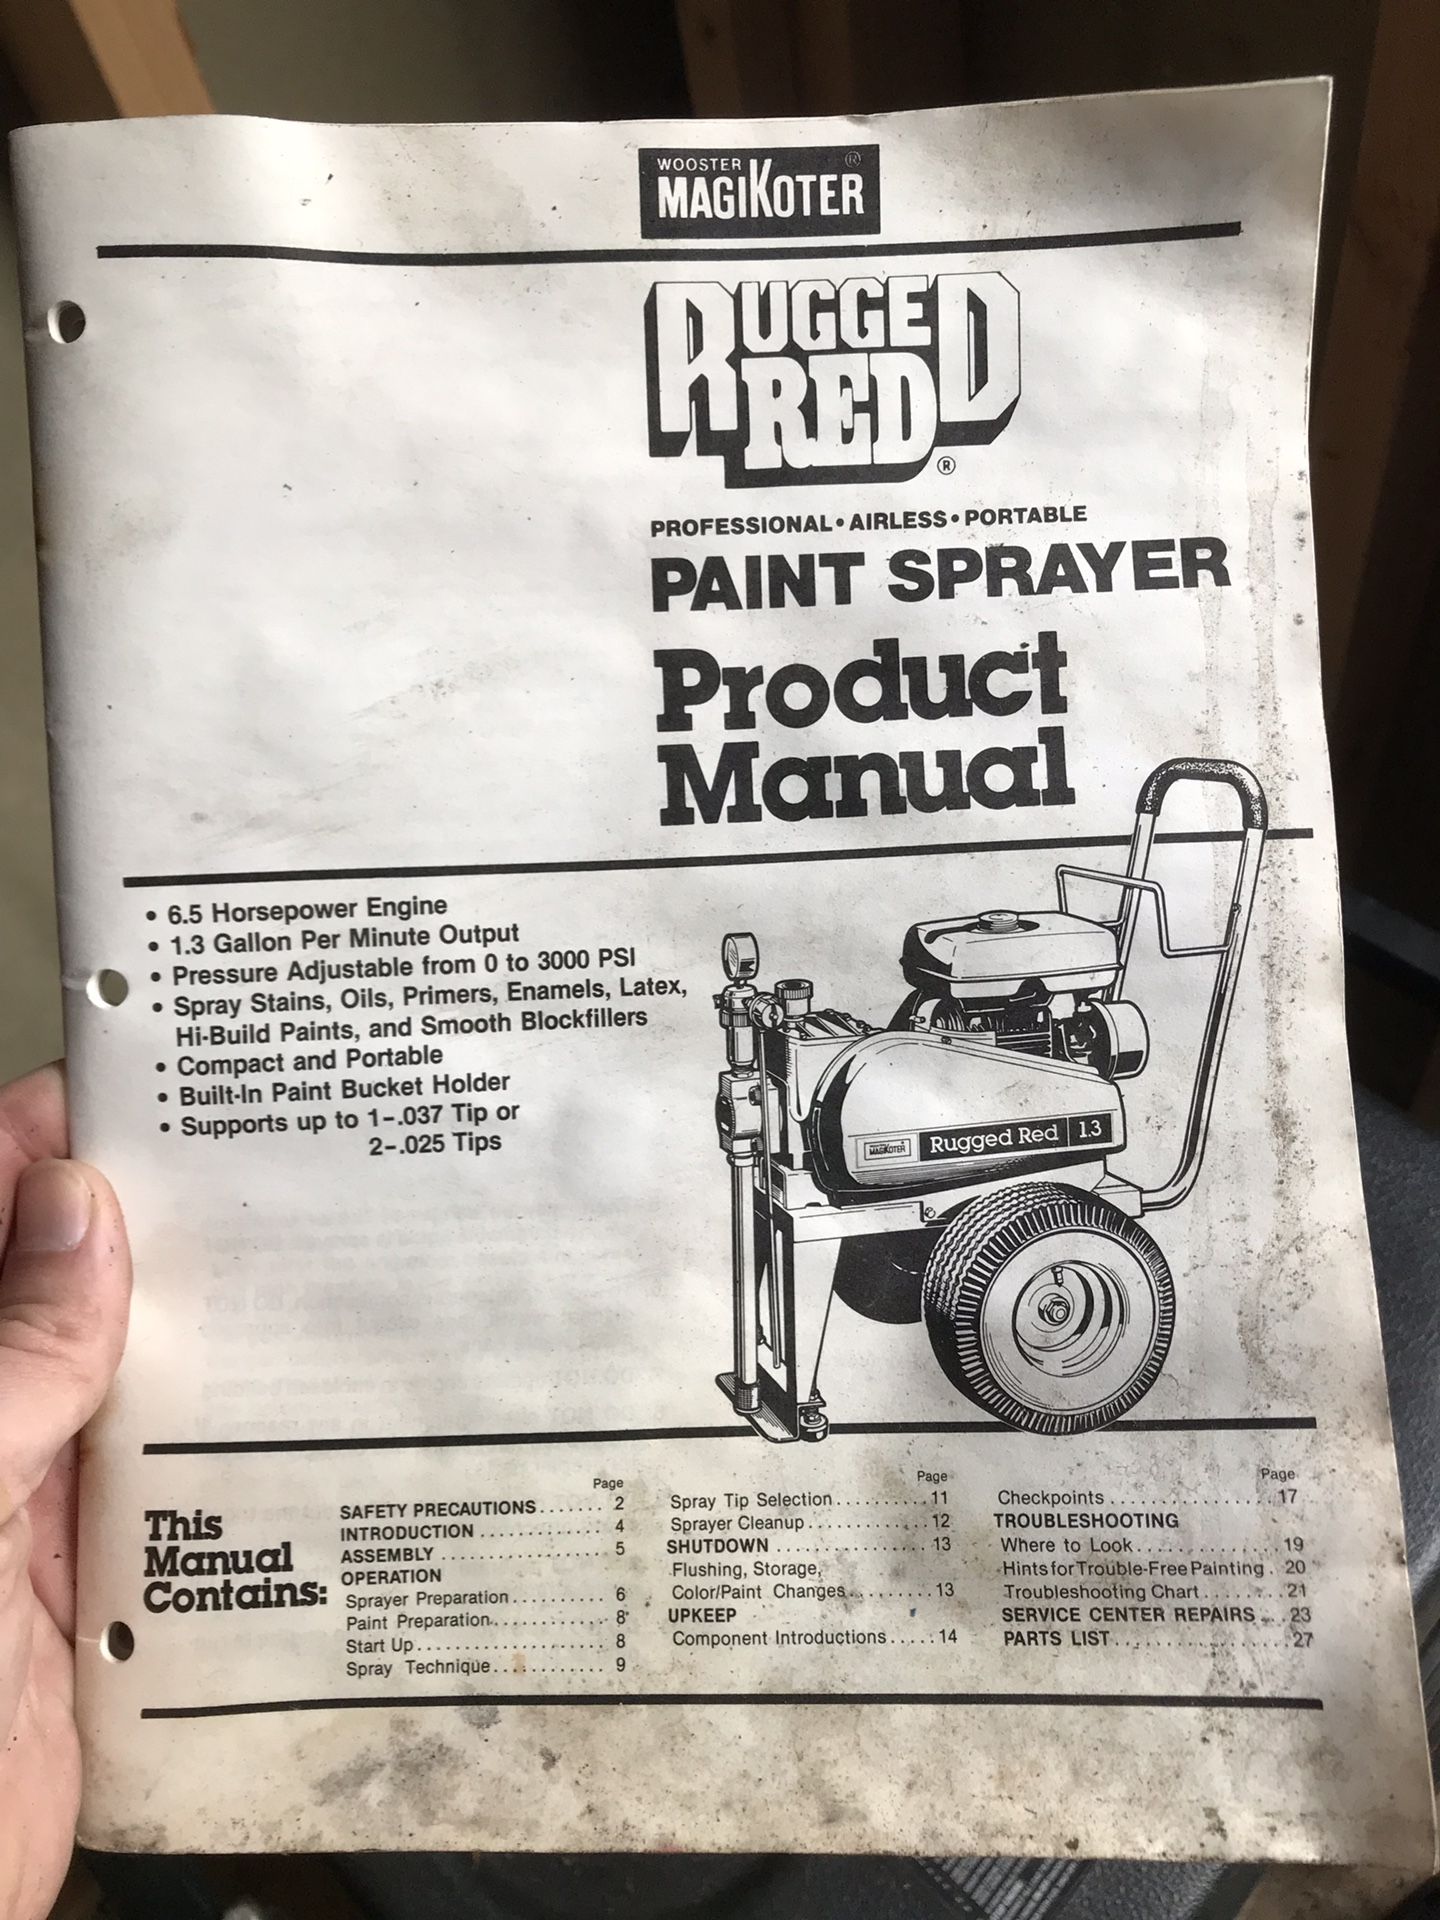 WOOSTER ®
MAGIKOTER
RUGGED
RED ®
PROFESSIONAL • AIRLESS • PORTABLE
PAINT SPRAYER
Product
Manual
• 6.5 Horsepower Engine
• 1.3 Gallon Per Minute Output
• Pressure Adjustable from 0 to 3000 PSI
• Spray Stains, Oils, Primers, Enamels, Latex,
Hi-Build Paints, and Smooth Blockfillers
• Compact and Portable
• Built-In Paint Bucket Holder
• Supports up to 1-.037 Tip or
2-.025 Tips
MAGIKOTER Rugged Red 1.3
This
Manual
Contains:
Page
SAFETY PRECAUTIONS....... 2
INTRODUCTION ............. 4
ASSEMBLY ................. 5
OPERATION
Sprayer Preparation.......... 6
Paint Preparation............ 8
Start Up.................... 8
Spray Technique............ 9
Page
Spray Tip Selection..........11
Sprayer Cleanup.............12
SHUTDOWN ................13
Flushing, Storage,
Color/Paint Changes.........13
UPKEEP
Component Introductions.....14
Page
Checkpoints................17
TROUBLESHOOTING
Where to Look..............19
Hints for Trouble-Free Painting. 20
Troubleshooting Chart........21
SERVICE CENTER REPAIRS ...23
PARTS LIST.................27